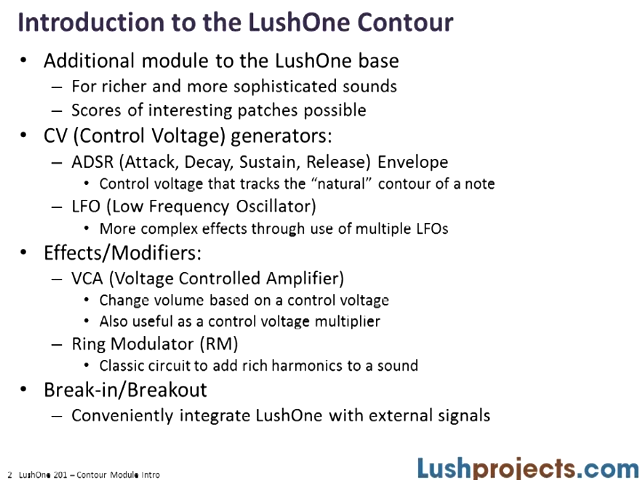 Introduction to the LushOne Contour
• Additional module to the LushOne base
– For richer and more sophisticated sounds
– Scores of interesting patches possible
• CV (Control Voltage) generators:
– ADSR (Attack, Decay, Sustain, Release) Envelope
• Control voltage that tracks the “natural” contour of a note
– LFO (Low Frequency Oscillator)
• More complex effects through use of multiple LFOs
• Effects/Modifiers:
– VCA (Voltage Controlled Amplifier)
• Change volume based on a control voltage
• Also useful as a control voltage multiplier
– Ring Modulator (RM)
• Classic circuit to add rich harmonics to a sound
• Break-in/Breakout
– Conveniently integrate LushOne with external signals
2 LushOne 201 – Contour Module Intro
Lushprojects.com